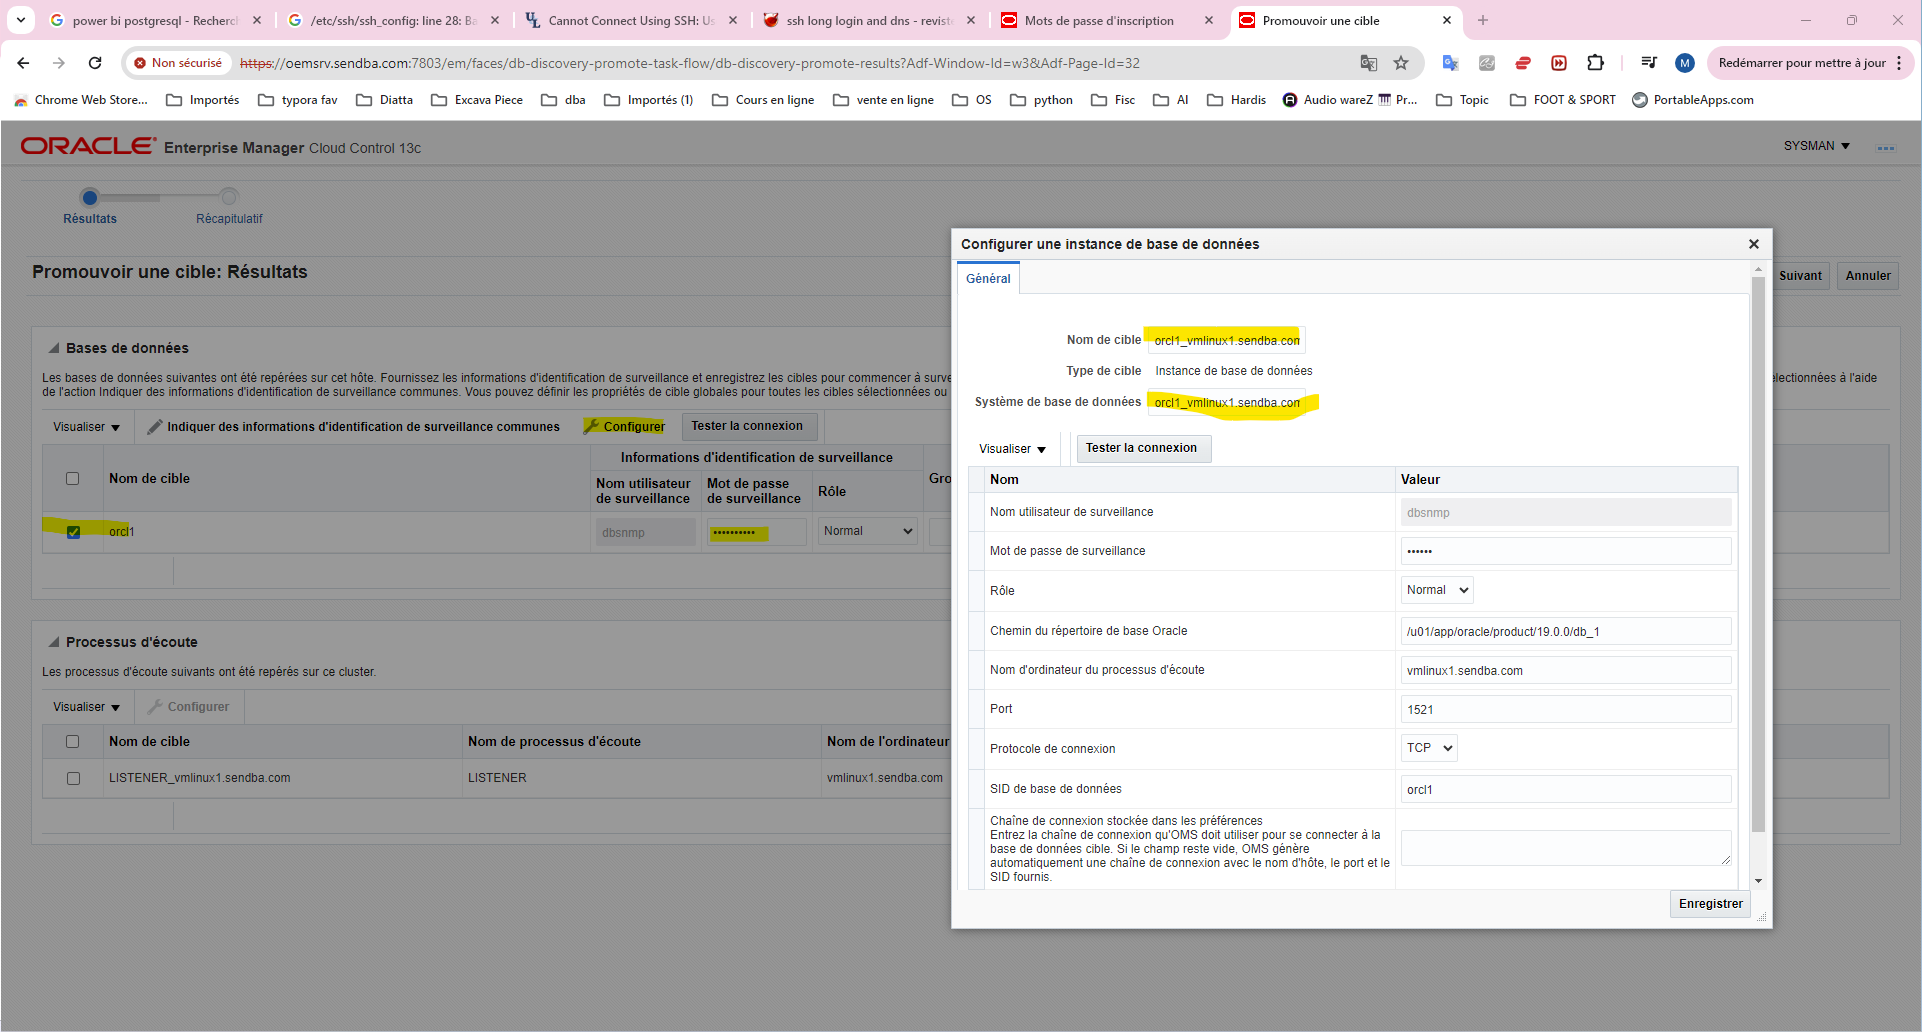 power bi postgresql - Recherch
/etc/ssh/ssh_config: line 28: Ba
Cannot Connect Using SSH: Us
ssh long login and dns - reviste
Mots de passe d'inscription
Promouvoir une cible
Non sécurisé
https://oemsrv.sendba.com:7803/em/faces/db-discovery-promote-task-flow/db-discovery-promote-results?Adf-Window-Id=w3&Adf-Page-Id=32
M
Redémarrer pour mettre à jour
Chrome Web Store...
Importés
typora fav
Diatta
Excava Piece
dba
Importés (1)
Cours en ligne
vente en ligne
OS
python
Fisc
AI
Hardis
Audio wareZ
Pr...
Topic
FOOT & SPORT
PortableApps.com
ORACLE Enterprise Manager Cloud Control 13c
SYSMAN
Résultats
Récapitulatif
Promouvoir une cible: Résultats
Suivant
Annuler
Bases de données
Les bases de données suivantes ont été repérées sur cet hôte. Fournissez les informations d'identification de surveillance et enregistrez les cibles pour commencer à surve
électionnées à l'aide
de l'action Indiquer des informations d'identification de surveillance communes. Vous pouvez définir les propriétés de cible globales pour toutes les cibles sélectionnées ou
Visualiser
Indiquer des informations d'identification de surveillance communes
Configurer
Tester la connexion
Nom de cible
Informations d'identification de surveillance
Nom utilisateur
de surveillance
Mot de passe
de surveillance
Rôle
Gro
orcl1
dbsnmp
••••••••••
Normal
Processus d'écoute
Les processus d'écoute suivants ont été repérés sur ce cluster.
Visualiser
Configurer
Nom de cible
Nom de processus d'écoute
Nom de l'ordinateur
LISTENER_vmlinux1.sendba.com
LISTENER
vmlinux1.sendba.com
Configurer une instance de base de données
Général
Nom de cible
orcl1_vmlinux1.sendba.com
Type de cible
Instance de base de données
Système de base de données
orcl1_vmlinux1.sendba.com
Visualiser
Tester la connexion
Nom
Valeur
Nom utilisateur de surveillance
dbsnmp
Mot de passe de surveillance
••••••
Rôle
Normal
Chemin du répertoire de base Oracle
/u01/app/oracle/product/19.0.0/db_1
Nom d'ordinateur du processus d'écoute
vmlinux1.sendba.com
Port
1521
Protocole de connexion
TCP
SID de base de données
orcl1
Chaîne de connexion stockée dans les préférences
Entrez la chaîne de connexion qu'OMS doit utiliser pour se connecter à la
base de données cible. Si le champ reste vide, OMS génère
automatiquement une chaîne de connexion avec le nom d'hôte, le port et le
SID fournis.
Enregistrer